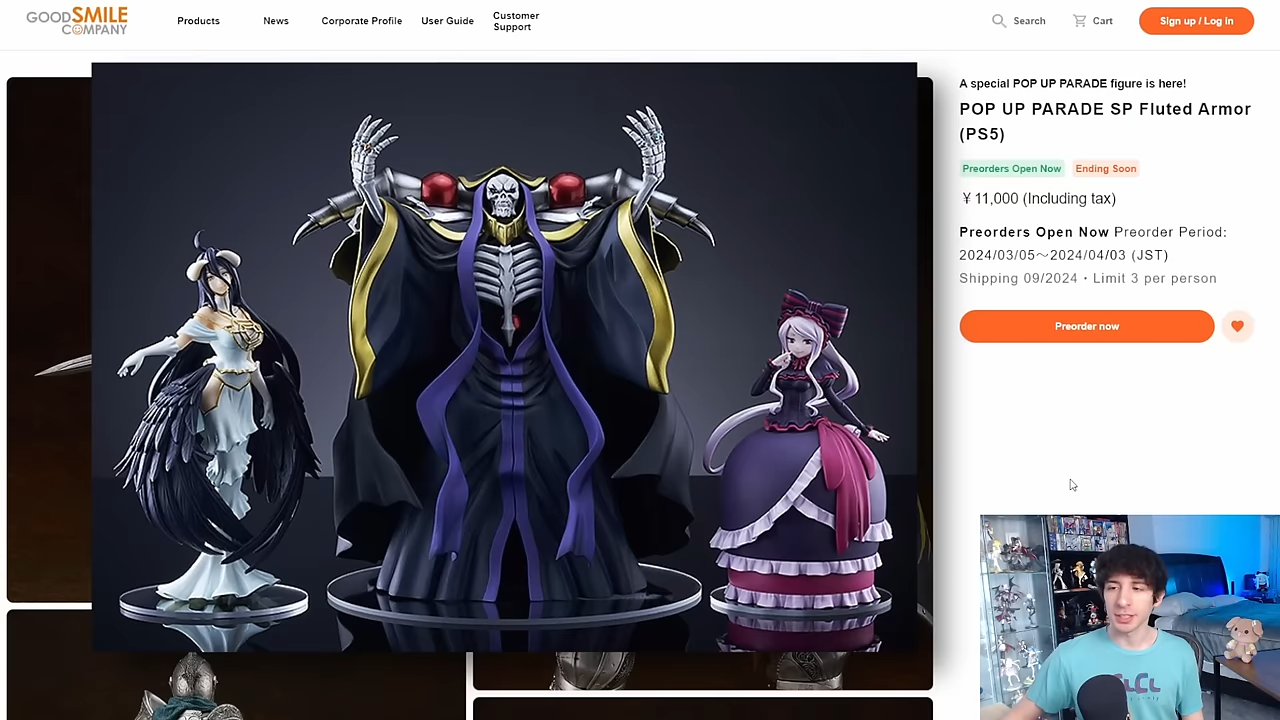 GOODSMILE
COMPANY
Products
News
Corporate Profile
User Guide
Customer
Support
Search
Cart
Sign up / Log in
A special POP UP PARADE figure is here!
POP UP PARADE SP Fluted Armor
(PS5)
Preorders Open Now
Ending Soon
¥ 11,000 (Including tax)
Preorders Open Now Preorder Period:
2024/03/05～2024/04/03 (JST)
Shipping 09/2024・Limit 3 per person
Preorder now